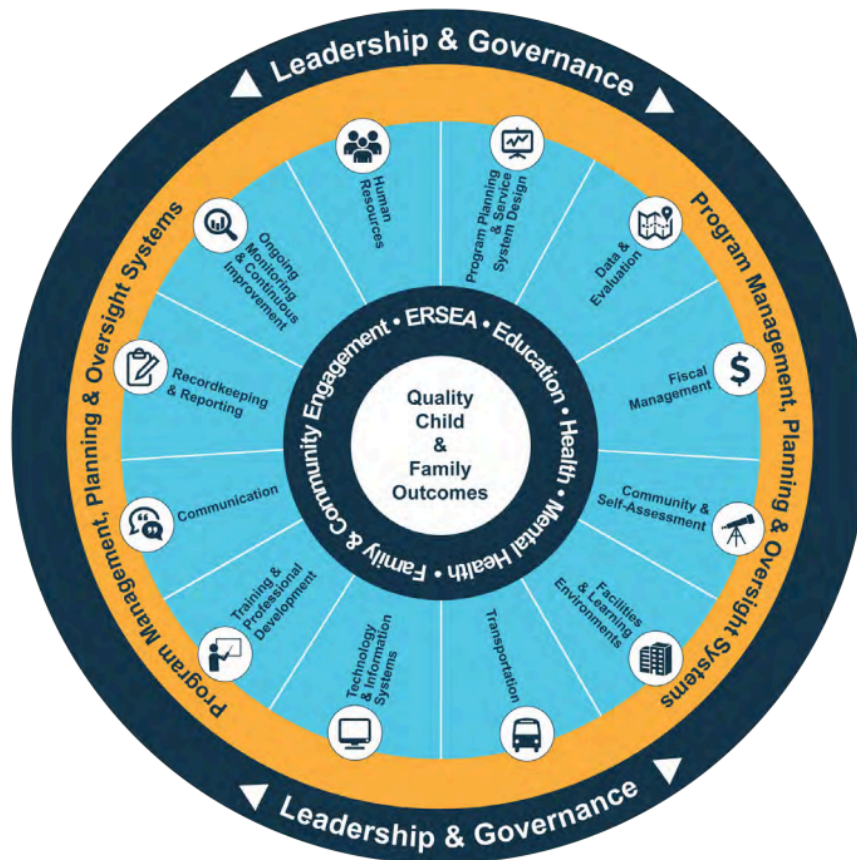 Leadership & Governance
Program Management, Planning & Oversight Systems
Program Management, Planning & Oversight Systems
Human
Resources
Program Planning
& Service
System Design
Data &
Evaluation
Fiscal
Management
Community &
Self-Assessment
Facilities
& Learning
Environments
Transportation
Technology
& Information
Systems
Training &
Professional
Development
Communication
Recordkeeping
& Reporting
Ongoing
Monitoring
& Continuous
Improvement
Family & Community Engagement • ERSEA • Education • Health • Mental Health •
Quality
Child
&
Family
Outcomes
Leadership & Governance